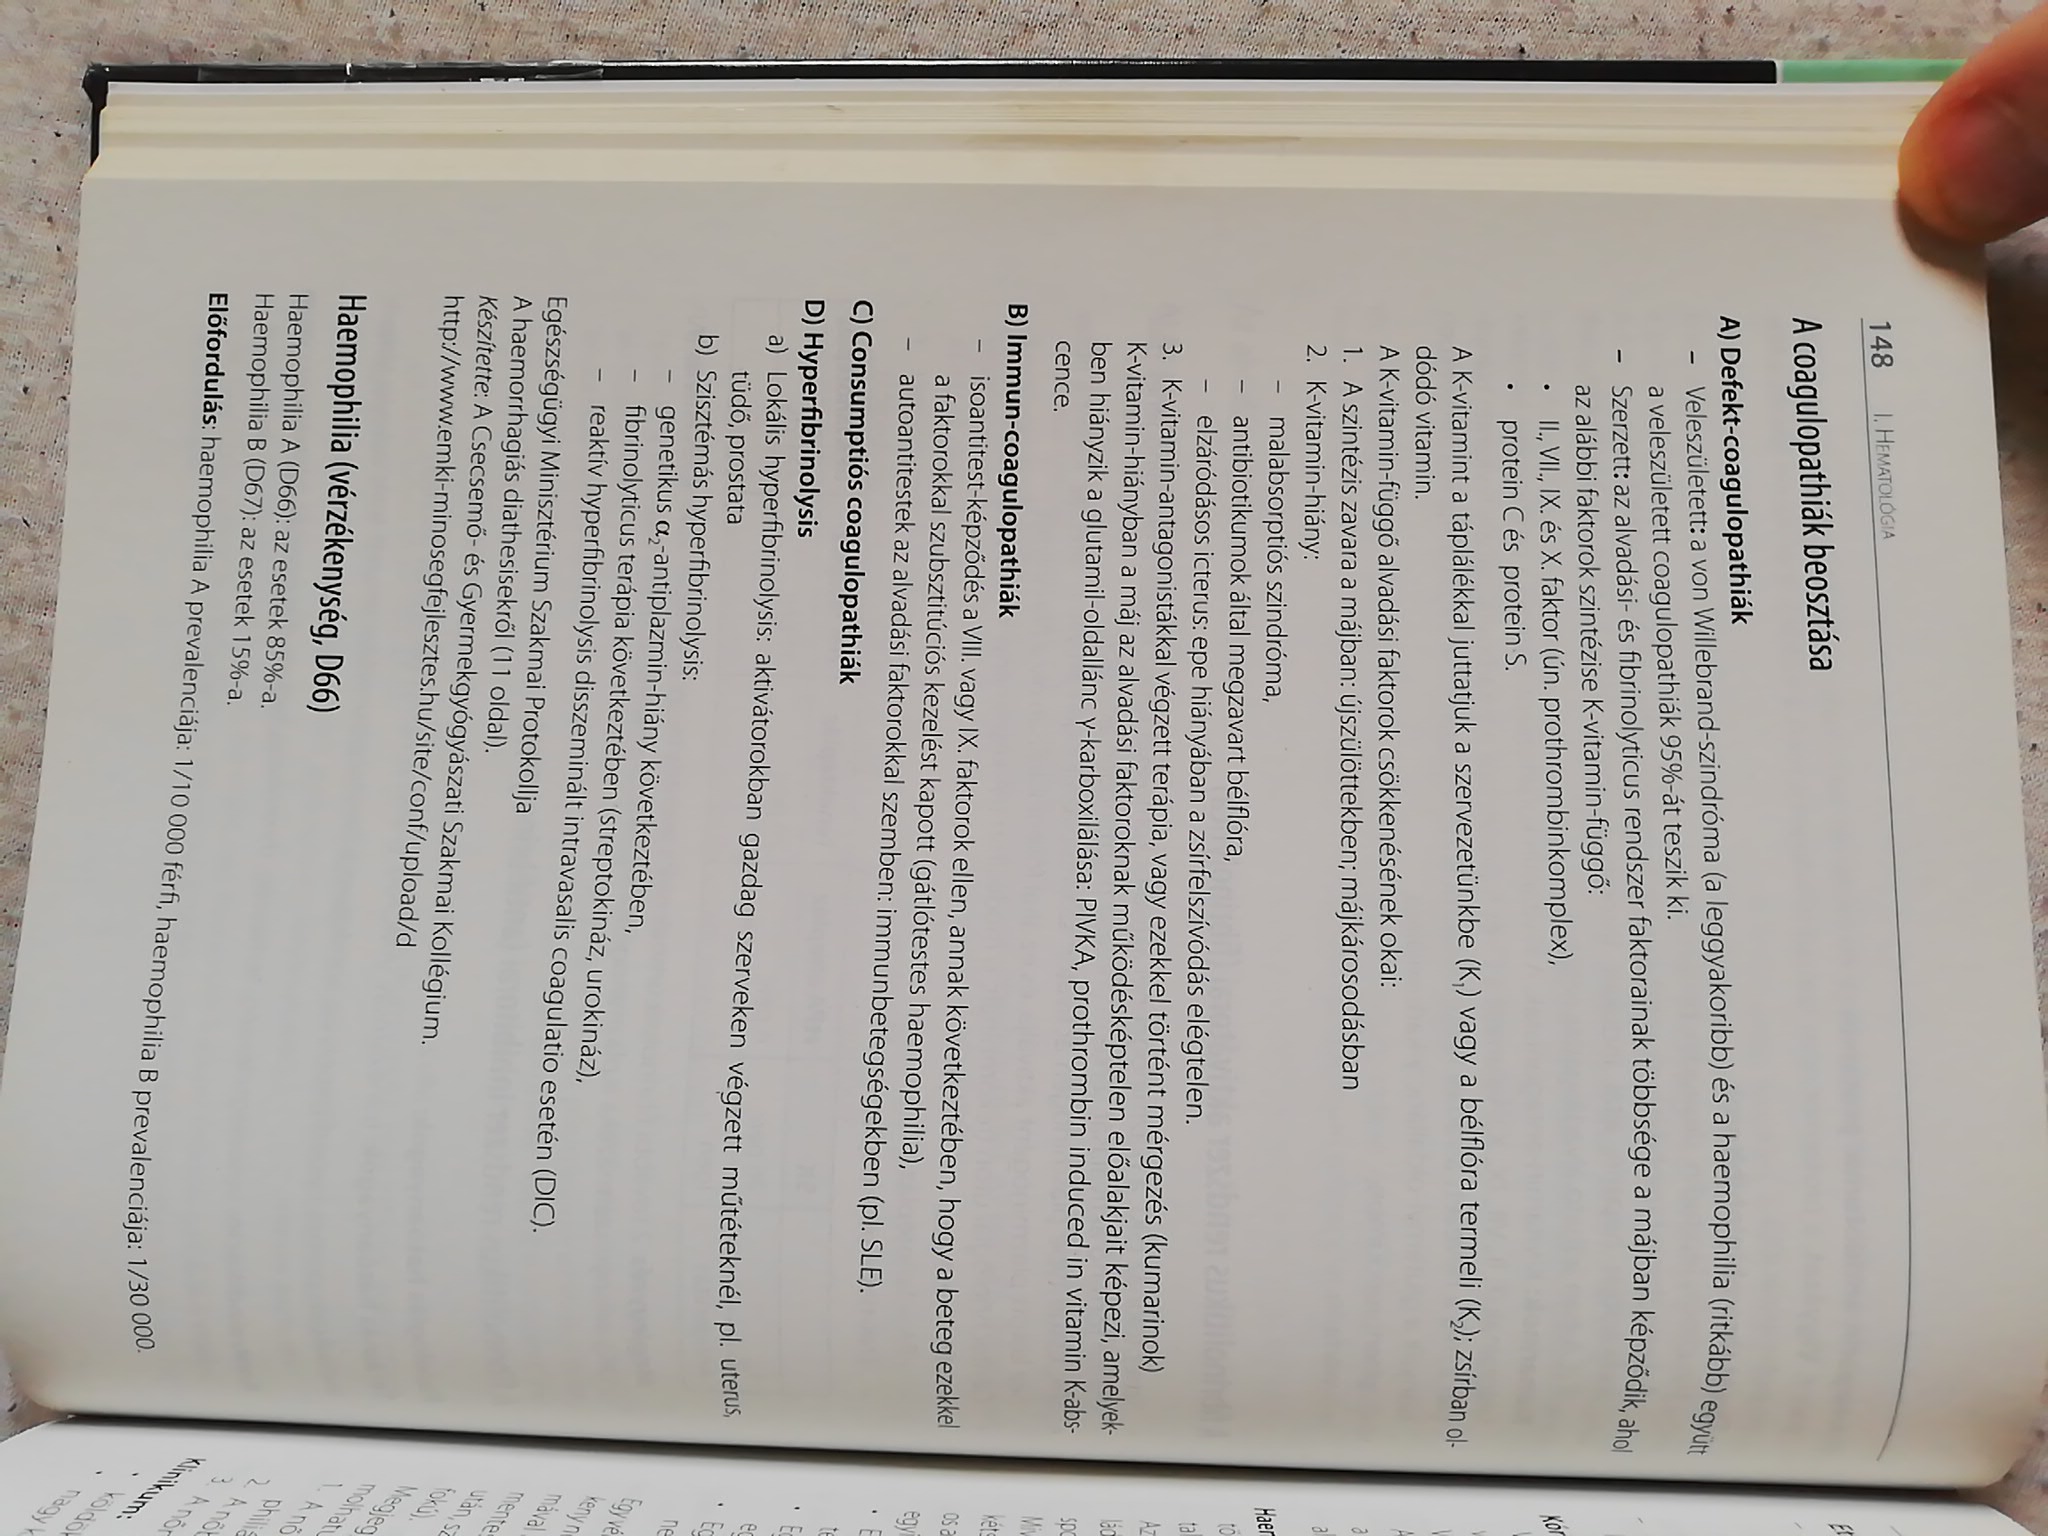 148 I. HEMATOLÓGIA
A coagulopathiák beosztása
A) Defekt-coagulopathiák
– Veleszületett: a von Willebrand-szindróma (a leggyakoribb) és a haemophilia (ritkább) együtt
a veleszületett coagulopathiák 95%-át teszik ki.
– Szerzett: az alvadási- és fibrinolyticus rendszer faktorainak többsége a májban képződik, ahol
az alábbi faktorok szintézise K-vitamin-függő:
• II., VII., IX. és X. faktor (ún. prothrombinkomplex),
• protein C és protein S.
A K-vitamint a táplálékkal juttatjuk a szervezetünkbe (K₁) vagy a bélflóra termeli (K₂); zsírban ol-
dódó vitamin.
A K-vitamin-függő alvadási faktorok csökkenésének okai:
1. A szintézis zavara a májban: újszülöttekben; májkárosodásban
2. K-vitamin-hiány:
– malabsorptiós szindróma,
– antibiotikumok által megzavart bélflóra,
– elzáródásos icterus: epe hiányában a zsírfelszívódás elégtelen.
3. K-vitamin-antagonistákkal végzett terápia, vagy ezekkel történt mérgezés (kumarinok)
K-vitamin-hiányban a máj az alvadási faktoroknak működésképtelen előalakjait képezi, amelyek-
ben hiányzik a glutamil-oldallánc γ-karboxilálása: PIVKA, prothrombin induced in vitamin K-abs-
cence.
B) Immun-coagulopathiák
– isoantitest-képződés a VIII. vagy IX. faktorok ellen, annak következtében, hogy a beteg ezekkel
a faktorokkal szubsztitúciós kezelést kapott (gátlótestes haemophilia),
– autoantitestek az alvadási faktorokkal szemben: immunbetegségekben (pl. SLE).
C) Consumptiós coagulopathiák
D) Hyperfibrinolysis
a) Lokális hyperfibrinolysis: aktivátorokban gazdag szerveken végzett műtéteknél, pl. uterus,
tüdő, prostata
b) Szisztémás hyperfibrinolysis:
– genetikus α₂-antiplazmin-hiány következtében,
– fibrinolyticus terápia következtében (streptokináz, urokináz),
– reaktív hyperfibrinolysis disszeminált intravasalis coagulatio esetén (DIC).
Egészségügyi Minisztérium Szakmai Protokollja
A haemorrhagiás diathesisekről (11 oldal).
Készítette: A Csecsemő- és Gyermekgyógyászati Szakmai Kollégium.
http://www.emki-minosegfejlesztes.hu/site/conf/upload/d
Haemophilia (vérzékenység, D66)
Haemophilia A (D66): az esetek 85%-a.
Haemophilia B (D67): az esetek 15%-a.
Előfordulás: haemophilia A prevalenciája: 1/10 000 férfi, haemophilia B prevalenciája: 1/30 000.
Klinikum: